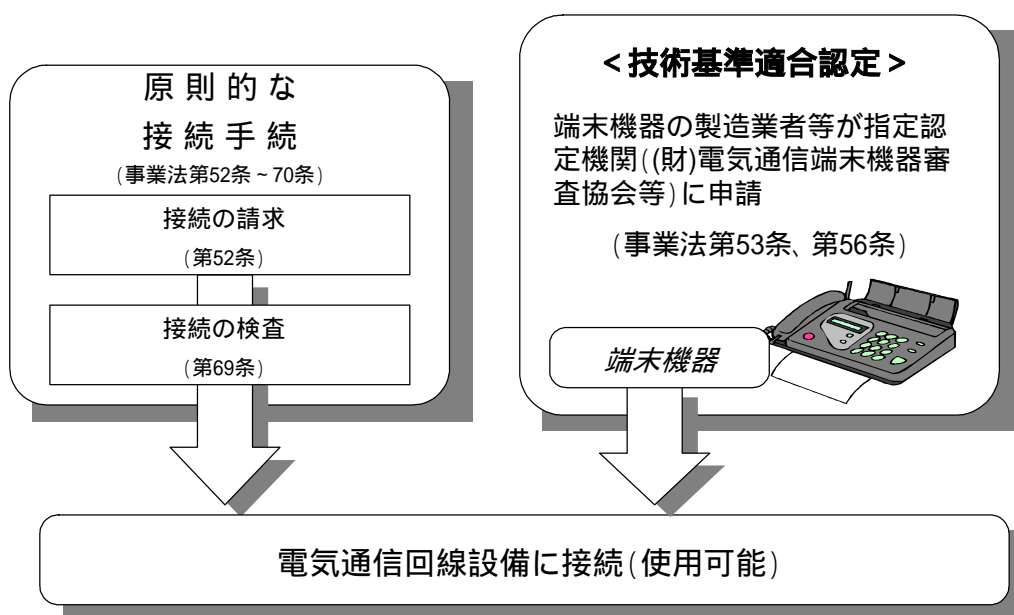 原則的な
接続手続
(事業法第52条~70条)
接続の請求
(第52条)
接続の検査
(第69条)
<技術基準適合認定>
端末機器の製造業者等が指定認
定機関((財)電気通信端末機器審
査協会等)に申請
(事業法第53条、第56条)
端末機器
電気通信回線設備に接続(使用可能)